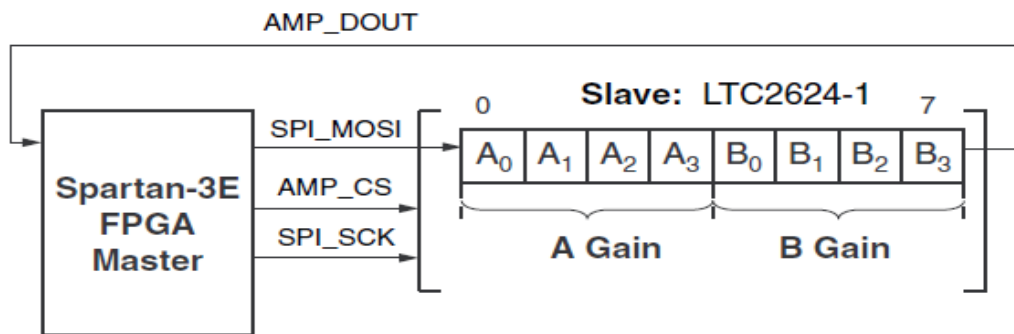 AMP_DOUT
0
Slave: LTC2624-1
7
SPI_MOSI
A0 A1 A2 A3 B0 B1 B2 B3
Spartan-3E
FPGA
Master
AMP_CS
SPI_SCK
A Gain
B Gain